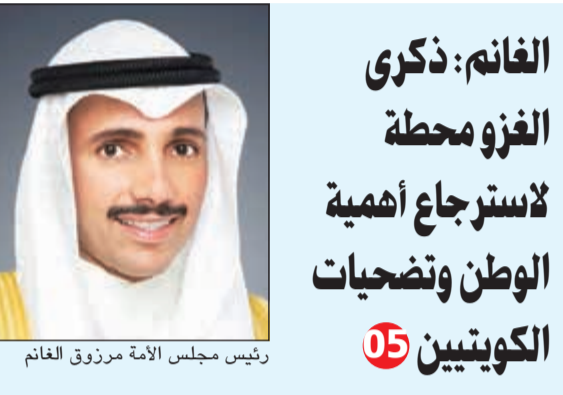 الغانم: ذكرى
الغزو محطة
لاسترجاع أهمية
الوطن وتضحيات
الكويتيين 05
رئيس مجلس الأمة مرزوق الغانم